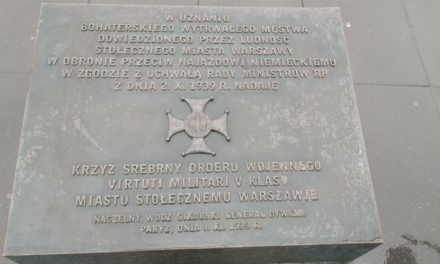 W UZNANIU
BOHATERSKIEGO WYTRWAŁEGO MĘSTWA
DOWIEDZIONEGO PRZEZ LUDNOŚĆ
STOŁECZNEGO MIASTA WARSZAWY
W OBRONIE PRZECIW NAJAZDOWI NIEMIECKIEMU
W ZGODZIE Z UCHWAŁĄ RADY MINISTRÓW RP
Z DNIA 2. X. 1939 R. NADAJĘ
KRZYŻ SREBRNY ORDERU WOJENNEGO
VIRTUTI MILITARI V KLASY
MIASTU STOŁECZNEMU WARSZAWIE
NACZELNY WÓDZ SIKORSKI GENERAŁ DYWIZJI
PARYŻ, DNIA 9. XI. 1939 R.